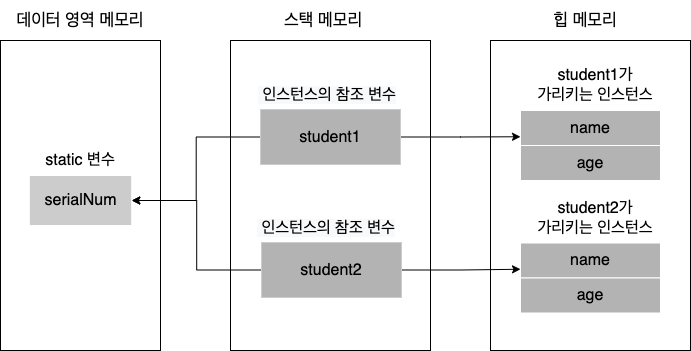 데이터 영역 메모리
스택 메모리
힙 메모리
static 변수
serialNum
인스턴스의 참조 변수
student1
인스턴스의 참조 변수
student2
student1가
가리키는 인스턴스
name
age
student2가
가리키는 인스턴스
name
age